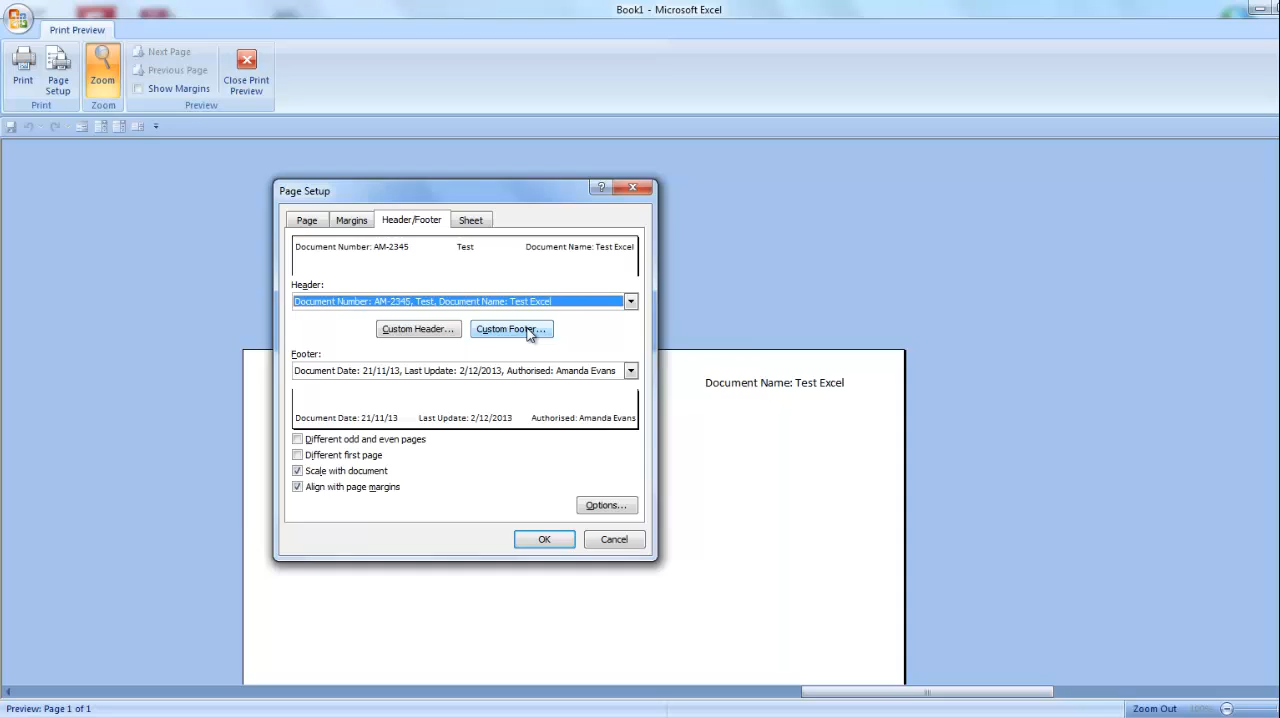 Book1 - Microsoft Excel
Print Preview
Print
Page Setup
Zoom
Next Page
Previous Page
Show Margins
Close Print Preview
Print
Zoom
Preview
Page Setup
Page
Margins
Header/Footer
Sheet
Document Number: AM-2345 Test Document Name: Test Excel
Header:
Document Number: AM-2345, Test, Document Name: Test Excel
Custom Header...
Custom Footer...
Footer:
Document Date: 21/11/13, Last Update: 2/12/2013, Authorised: Amanda Evans
Document Name: Test Excel
Document Date: 21/11/13 Last Update: 2/12/2013 Authorised: Amanda Evans
Different odd and even pages
Different first page
Scale with document
Align with page margins
Options...
OK
Cancel
Preview: Page 1 of 1
Zoom Out
100%